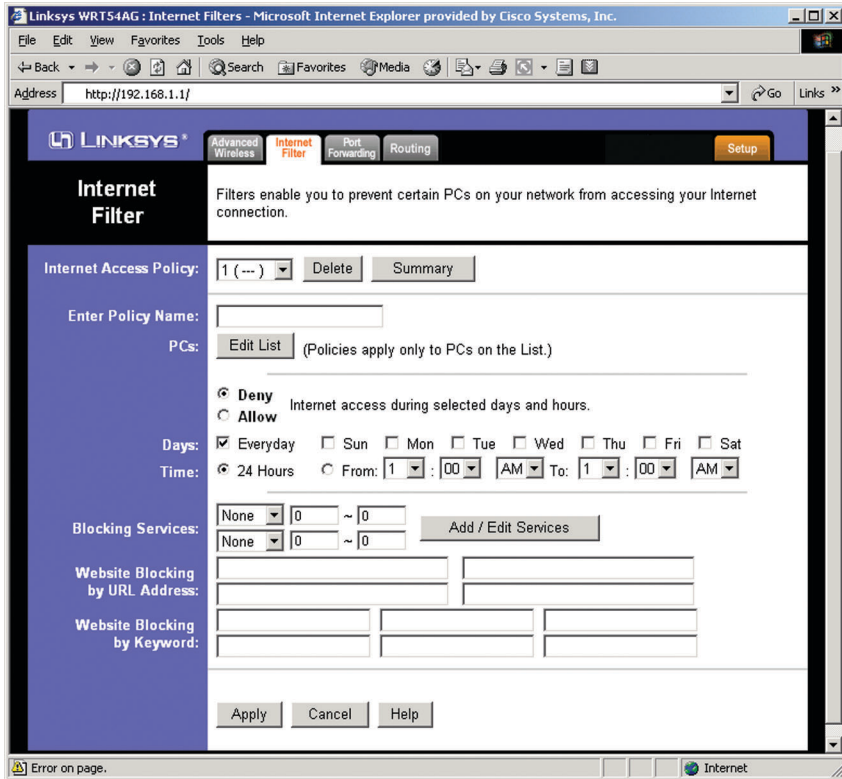 Linksys WRT54AG : Internet Filters - Microsoft Internet Explorer provided by Cisco Systems, Inc.
File Edit View Favorites Tools Help
Back Search Favorites Media
Address http://192.168.1.1/ Go Links »
LINKSYS® Advanced Wireless Internet Filter Port Forwarding Routing Setup
Internet Filter
Filters enable you to prevent certain PCs on your network from accessing your Internet
connection.
Internet Access Policy: 1 ( --- ) Delete Summary
Enter Policy Name:
PCs: Edit List (Policies apply only to PCs on the List.)
Deny
Allow
Internet access during selected days and hours.
Days: Everyday Sun Mon Tue Wed Thu Fri Sat
Time: 24 Hours From: 1 : 00 AM To: 1 : 00 AM
Blocking Services: None 0 ~ 0
None 0 ~ 0
Add / Edit Services
Website Blocking
by URL Address:
Website Blocking
by Keyword:
Apply Cancel Help
Error on page. Internet